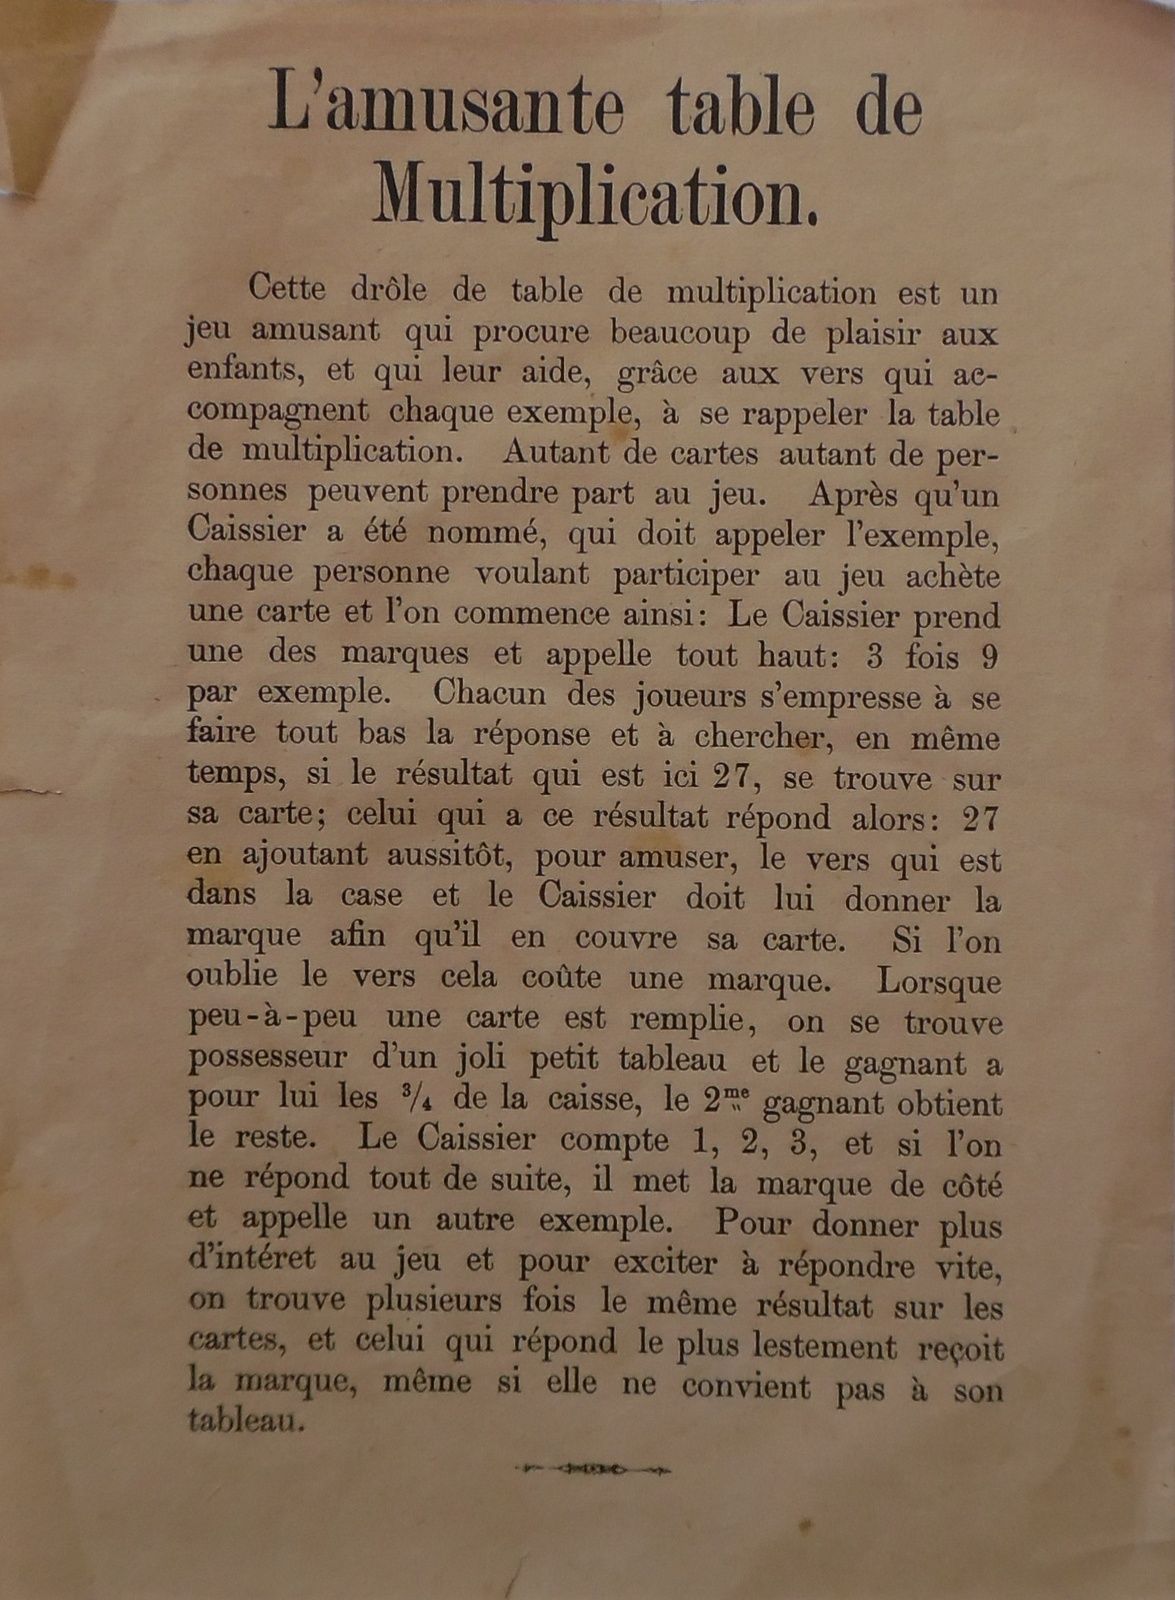 L'amusante table de
Multiplication.
Cette drôle de table de multiplication est un
jeu amusant qui procure beaucoup de plaisir aux
enfants, et qui leur aide, grâce aux vers qui ac-
compagnent chaque exemple, à se rappeler la table
de multiplication. Autant de cartes autant de per-
sonnes peuvent prendre part au jeu. Après qu'un
Caissier a été nommé, qui doit appeler l'exemple,
chaque personne voulant participer au jeu achète
une carte et l'on commence ainsi: Le Caissier prend
une des marques et appelle tout haut: 3 fois 9
par exemple. Chacun des joueurs s'empresse à se
faire tout bas la réponse et à chercher, en même
temps, si le résultat qui est ici 27, se trouve sur
sa carte; celui qui a ce résultat répond alors: 27
en ajoutant aussitôt, pour amuser, le vers qui est
dans la case et le Caissier doit lui donner la
marque afin qu'il en couvre sa carte. Si l'on
oublie le vers cela coûte une marque. Lorsque
peu-à-peu une carte est remplie, on se trouve
possesseur d'un joli petit tableau et le gagnant a
pour lui les 3/4 de la caisse, le 2me gagnant obtient
le reste. Le Caissier compte 1, 2, 3, et si l'on
ne répond tout de suite, il met la marque de côté
et appelle un autre exemple. Pour donner plus
d'intéret au jeu et pour exciter à répondre vite,
on trouve plusieurs fois le même résultat sur les
cartes, et celui qui répond le plus lestement reçoit
la marque, même si elle ne convient pas à son
tableau.